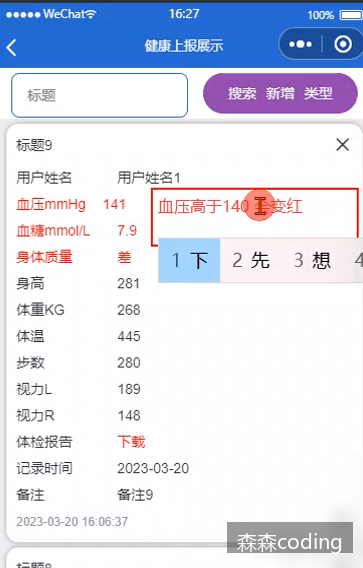 WeChat 16:27 100%
健康上报展示
标题 搜索 新增 类型
标题9
用户姓名 用户姓名1
血压mmHg 141
血压高于140 变红
血糖mmol/L 7.9
身体质量 差
1 下 2 先 3 想 4
身高 281
体重KG 268
体温 445
步数 280
视力L 189
视力R 148
体检报告 下载
记录时间 2023-03-20
备注 备注9
2023-03-20 16:06:37
森森coding
标题8